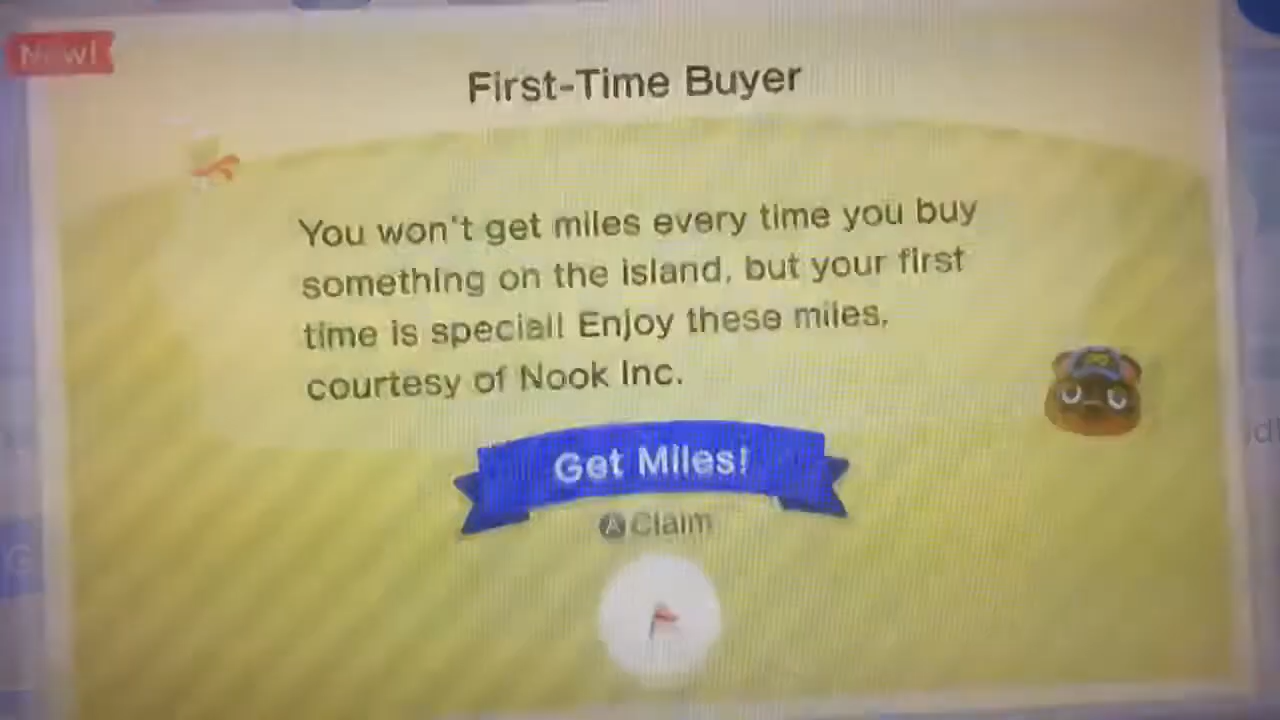 New!
First-Time Buyer
You won't get miles every time you buy
something on the island, but your first
time is special! Enjoy these miles,
courtesy of Nook Inc.
Get Miles!
A Claim